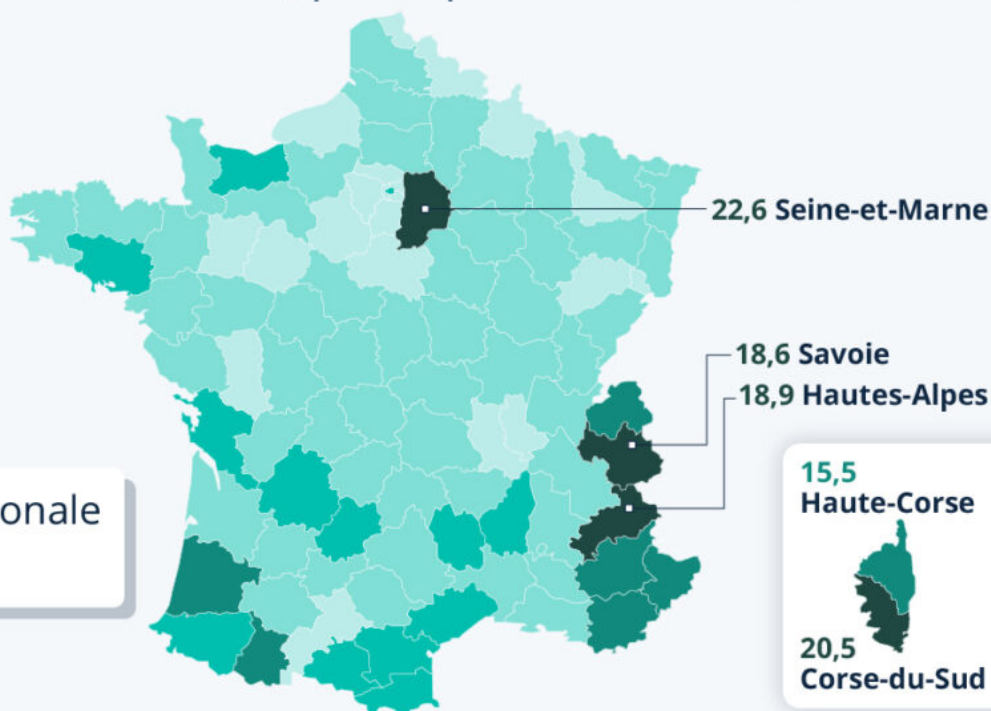 22,6 Seine-et-Marne
18,6 Savoie
18,9 Hautes-Alpes
onale
15,5
Haute-Corse
20,5
Corse-du-Sud